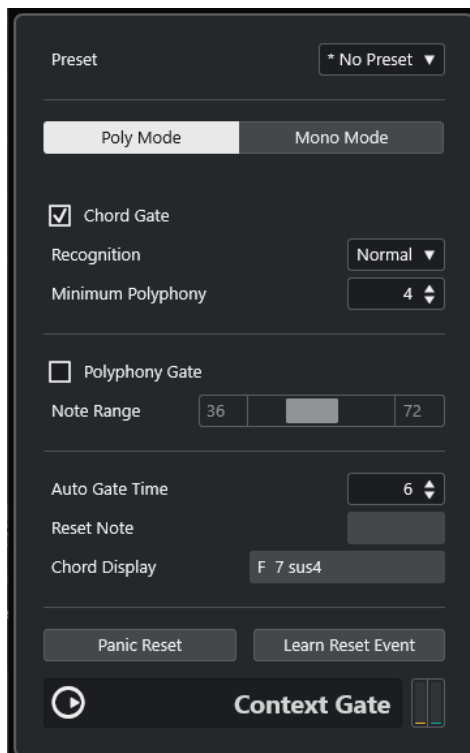 Preset * No Preset
Poly Mode Mono Mode
Chord Gate
Recognition Normal
Minimum Polyphony 4
Polyphony Gate
Note Range 36 72
Auto Gate Time 6
Reset Note
Chord Display F 7 sus4
Panic Reset Learn Reset Event
Context Gate